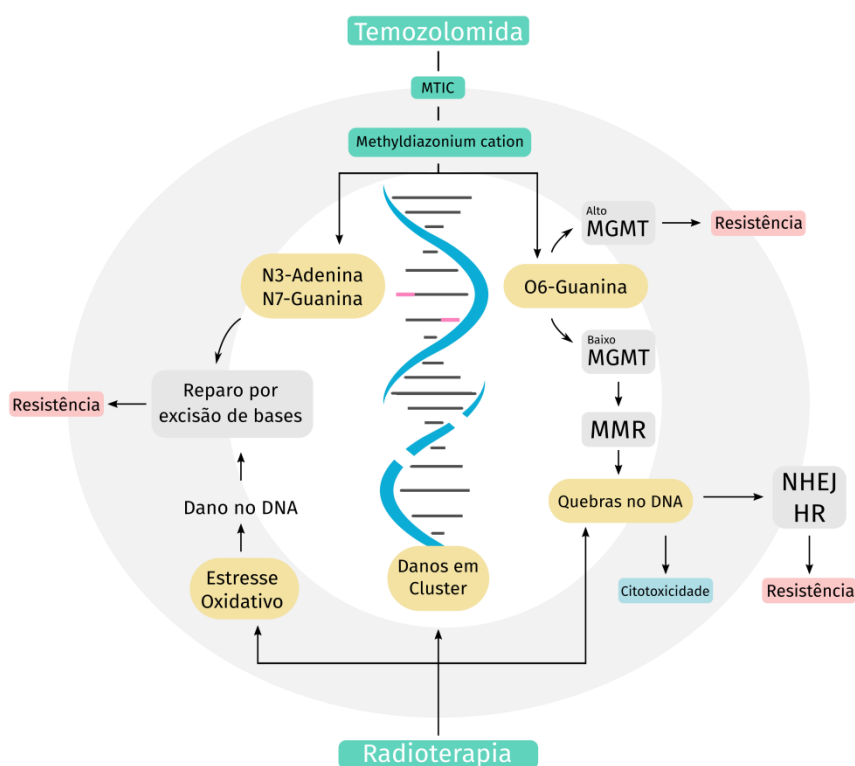 Temozolomida
MTIC
Methyldiazonium cation
Alto
MGMT
Resistência
N3-Adenina
N7-Guanina
O6-Guanina
Baixo
MGMT
Resistência
Reparo por
excisão de bases
MMR
NHEJ
HR
Quebras no DNA
Dano no DNA
Danos em
Cluster
Estresse
Oxidativo
Citotoxicidade
Resistência
Radioterapia